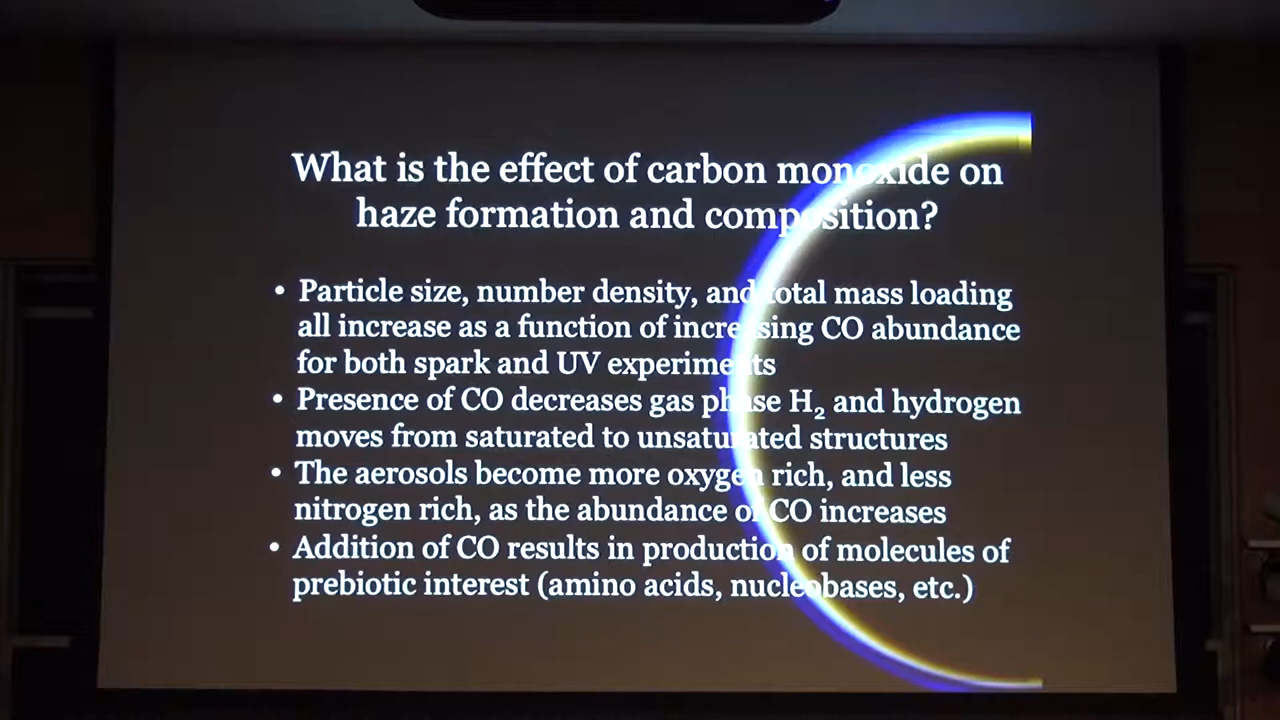 What is the effect of carbon monoxide on
haze formation and composition?
• Particle size, number density, and total mass loading
all increase as a function of increasing CO abundance
for both spark and UV experiments
• Presence of CO decreases gas phase H₂ and hydrogen
moves from saturated to unsaturated structures
• The aerosols become more oxygen rich, and less
nitrogen rich, as the abundance of CO increases
• Addition of CO results in production of molecules of
prebiotic interest (amino acids, nucleobases, etc.)